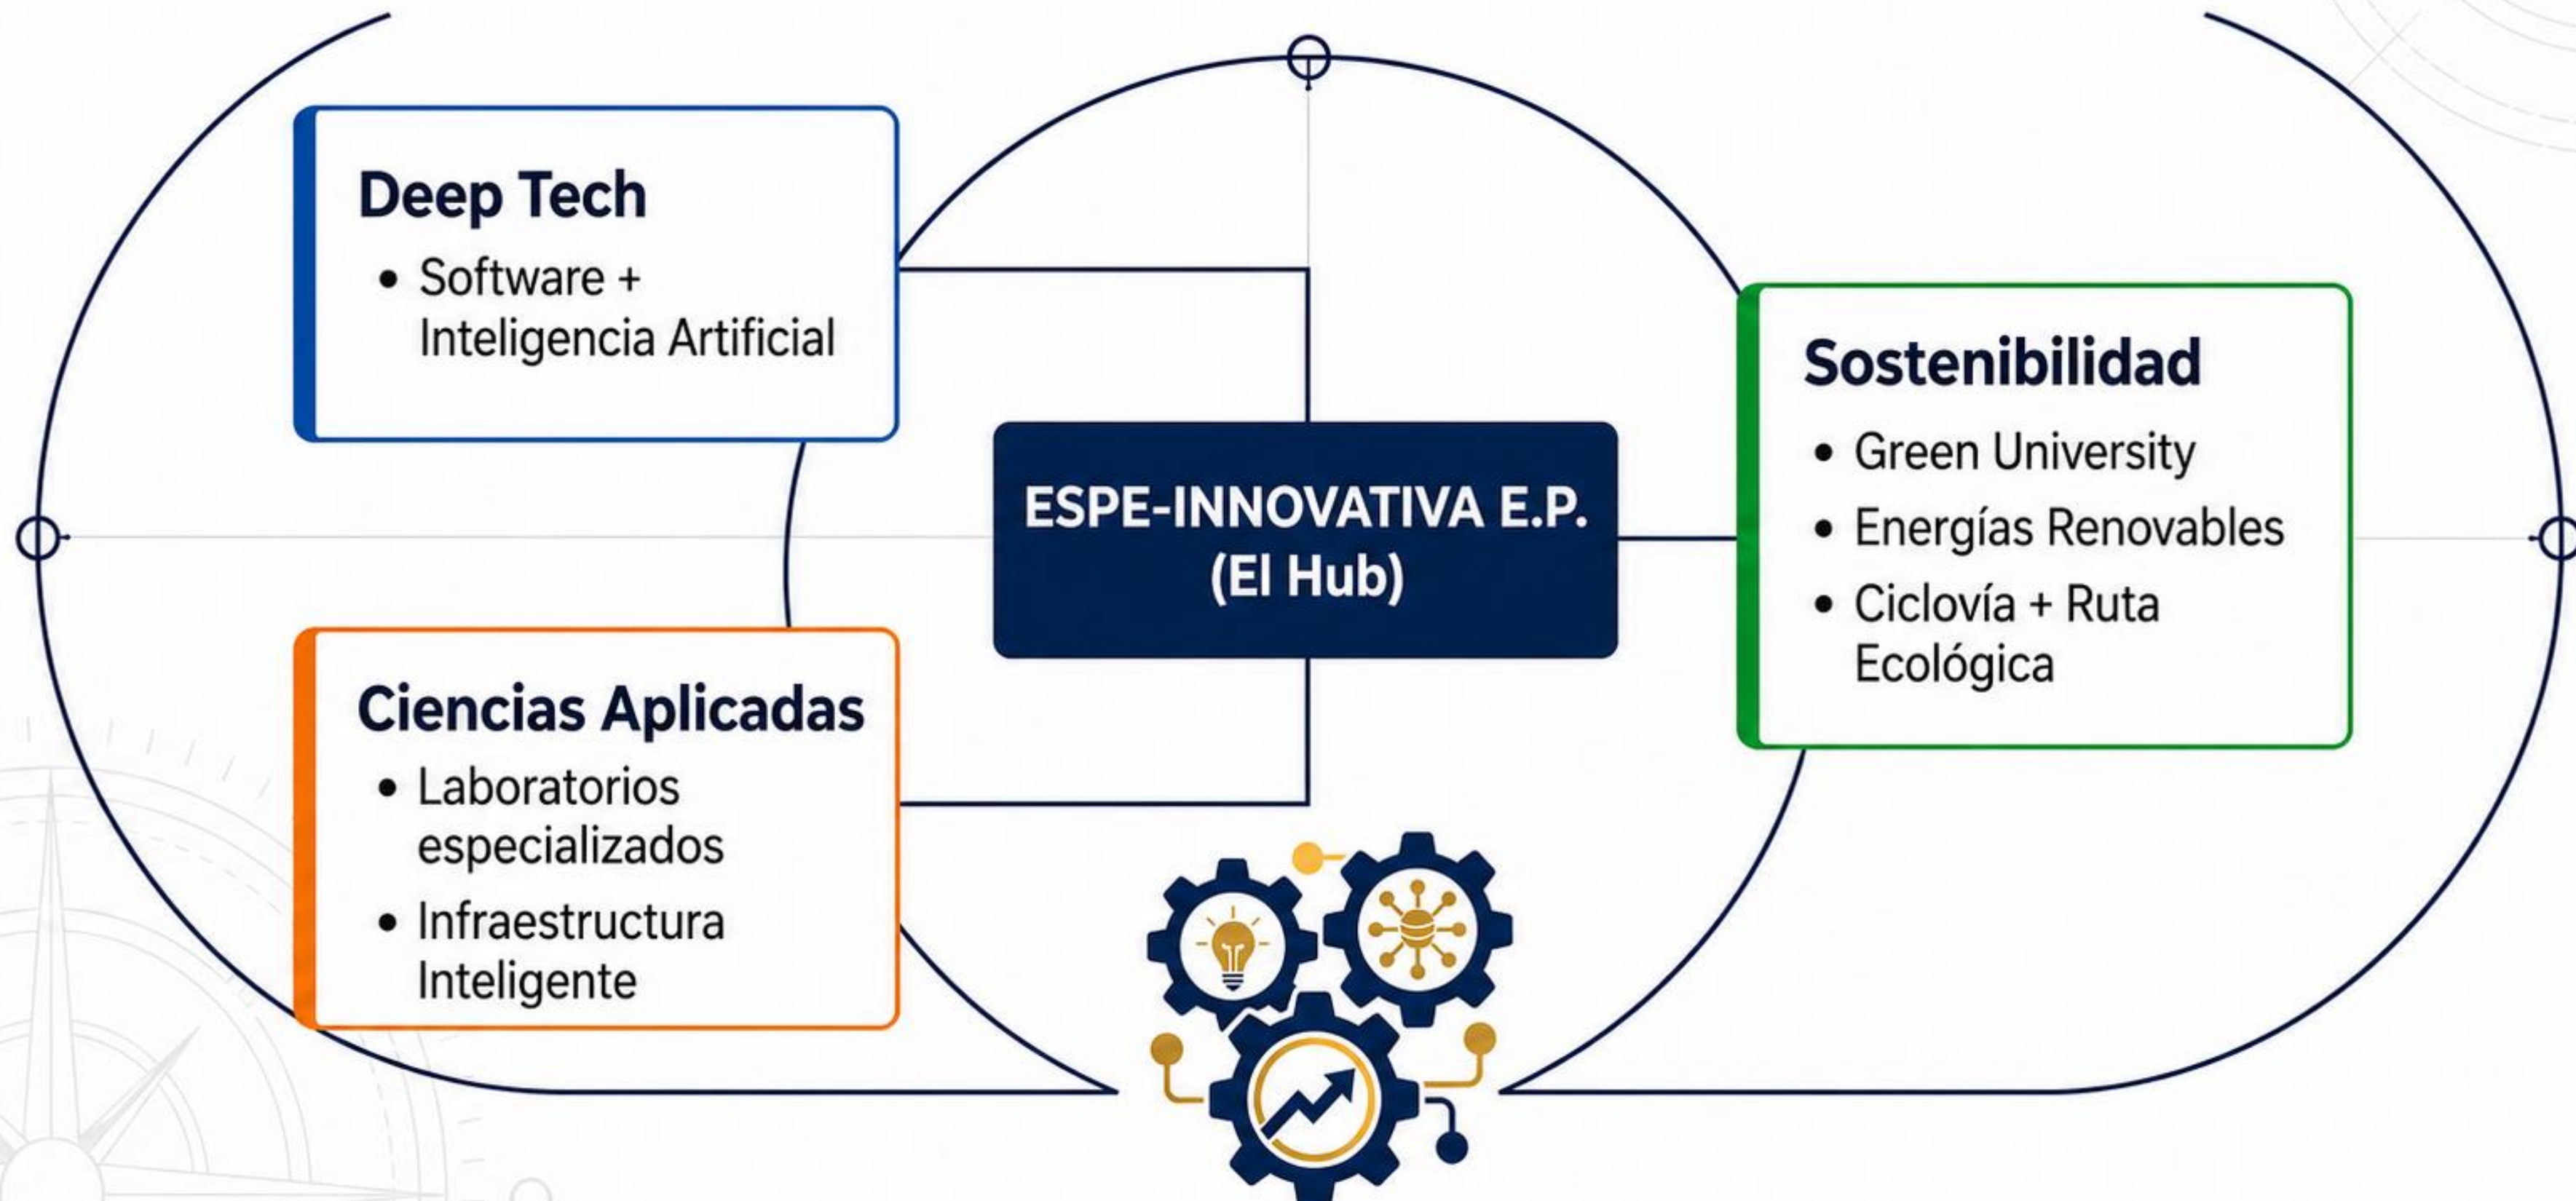 Deep Tech
• Software +
Inteligencia Artificial
ESPE-INNOVATIVA E.P.
(El Hub)
Sostenibilidad
• Green University
• Energías Renovables
• Ciclovía + Ruta
Ecológica
Ciencias Aplicadas
• Laboratorios
especializados
• Infraestructura
Inteligente